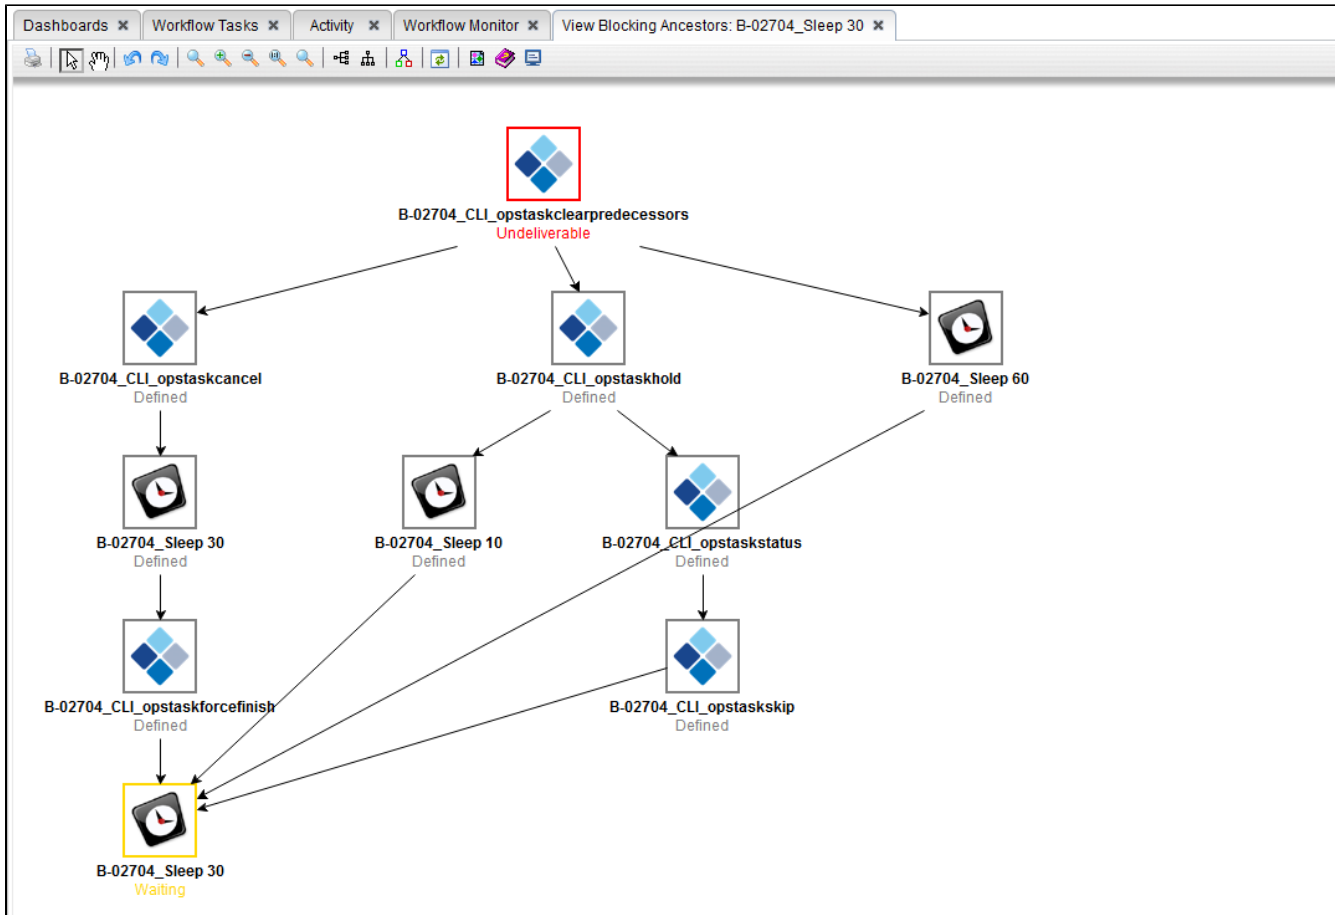 Dashboards Workflow Tasks Activity Workflow Monitor View Blocking Ancestors: B-02704_Sleep 30
B-02704_CLI_opstaskclearpredecessors
Undeliverable
B-02704_CLI_opstaskcancel B-02704_CLI_opstaskhold B-02704_Sleep 60
Defined Defined Defined
B-02704_Sleep 30 B-02704_Sleep 10 B-02704_CLI_opstaskstatus
Defined Defined Defined
B-02704_CLI_opstaskforcefinish B-02704_CLI_opstaskskip
Defined Defined
B-02704_Sleep 30
Waiting